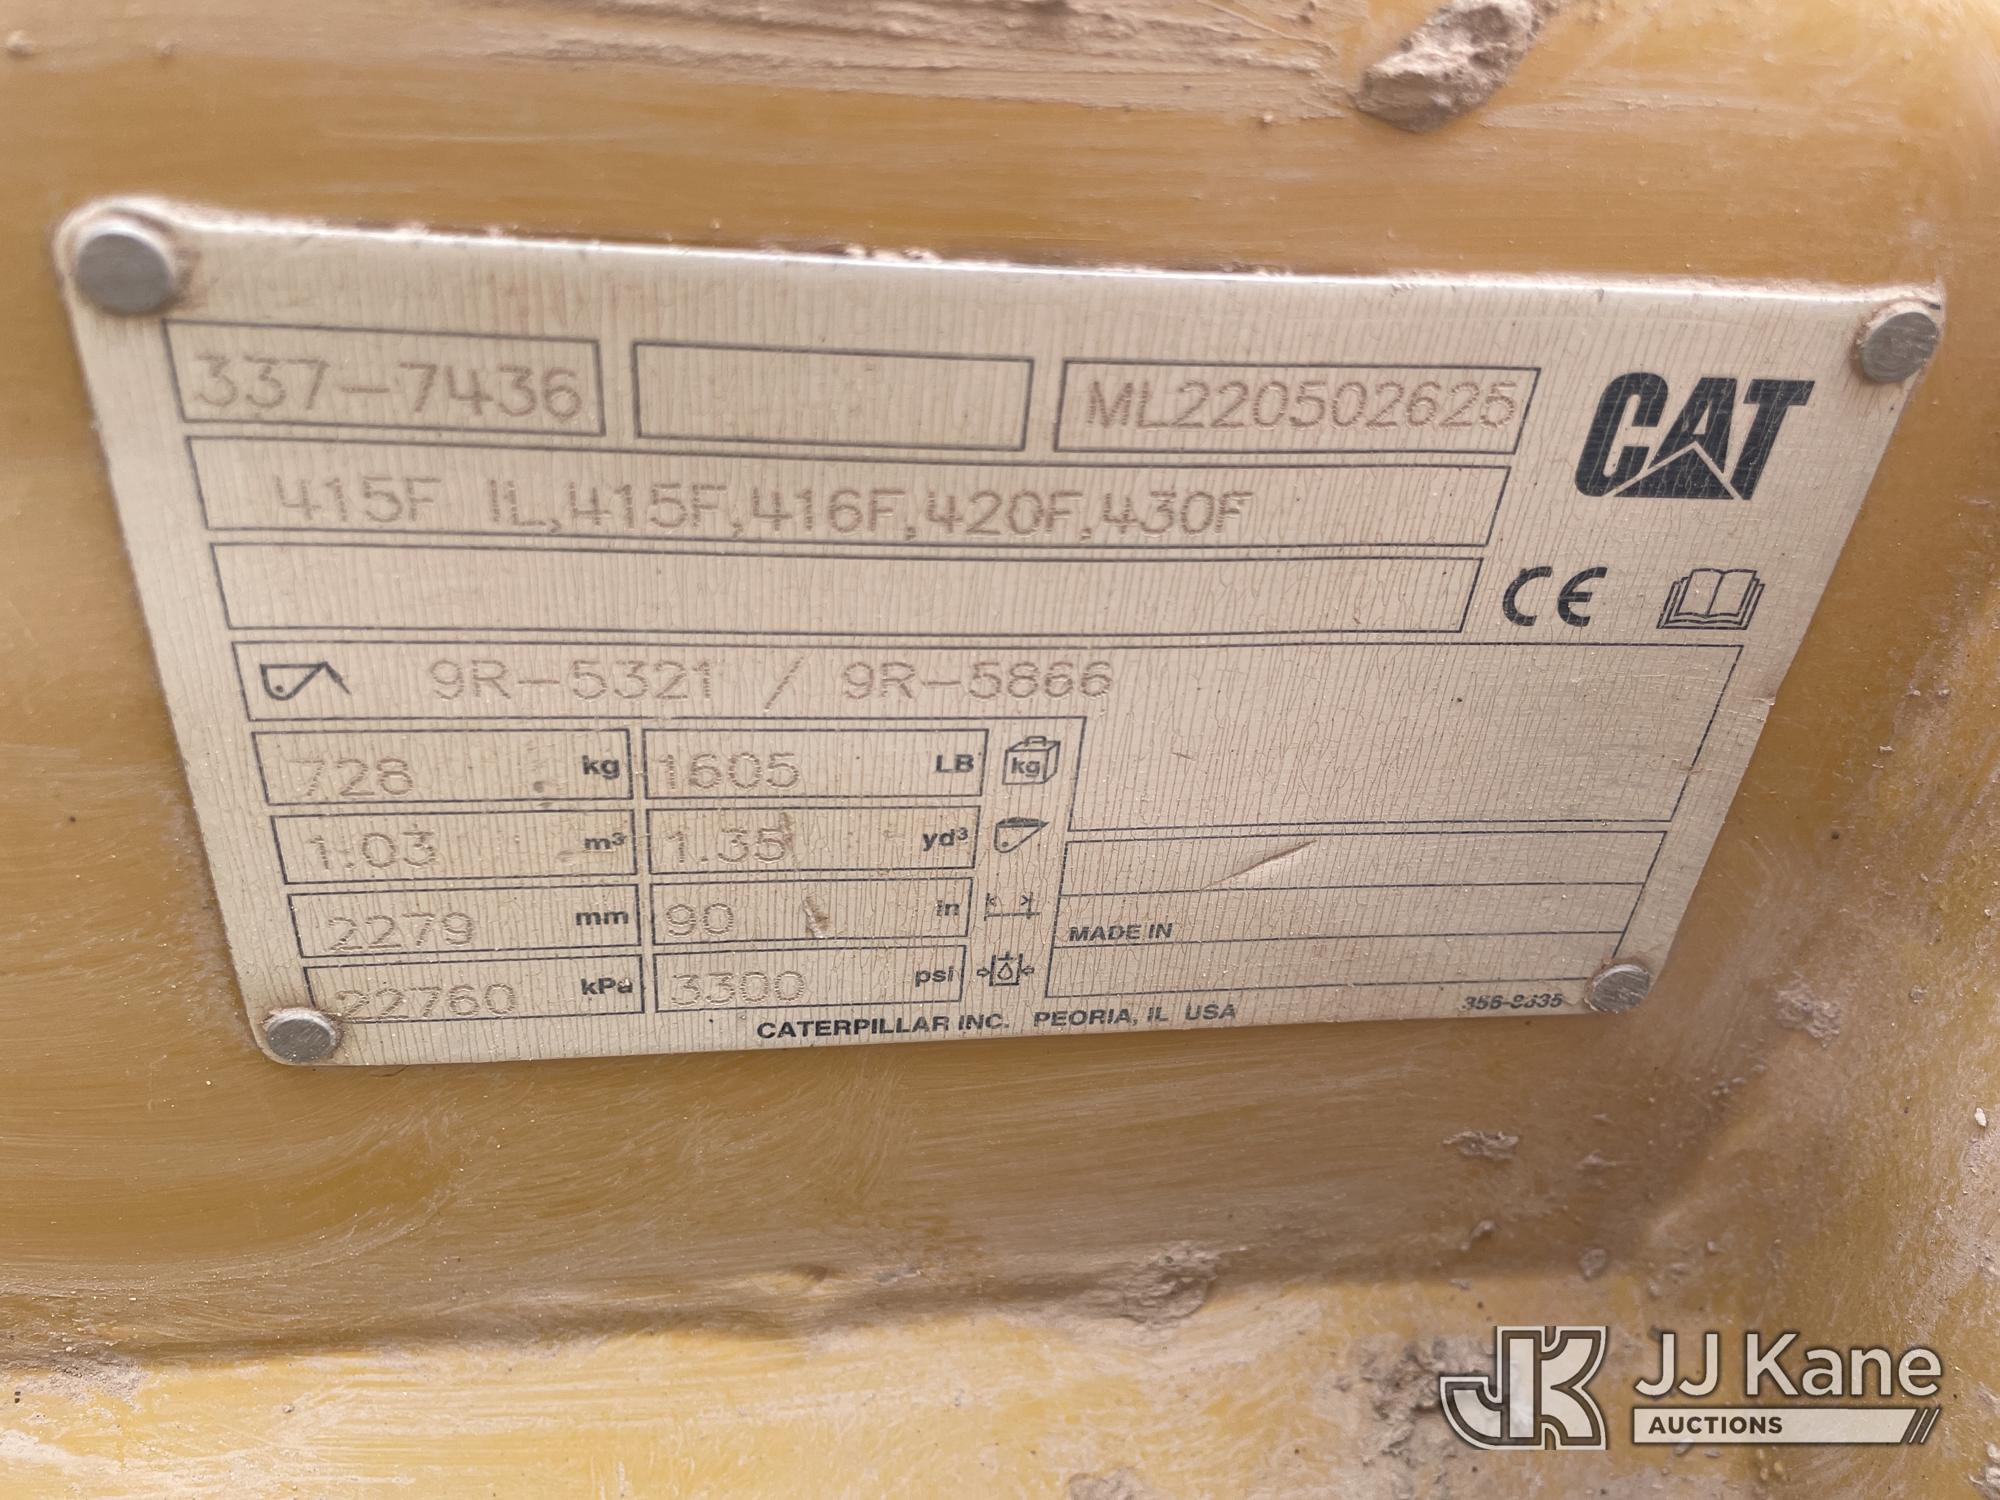 337-7436 ML220502625 CAT
415F IL,415F,416F,420F,430F
CE
9R-5321 / 9R-5866
728 kg 1605 LB kg
1.03 m³ 1.35 yd³
2279 mm 90 in
MADE IN
22760 kPa 3300 psi
CATERPILLAR INC. PEORIA, IL USA
JK JJ Kane
AUCTIONS